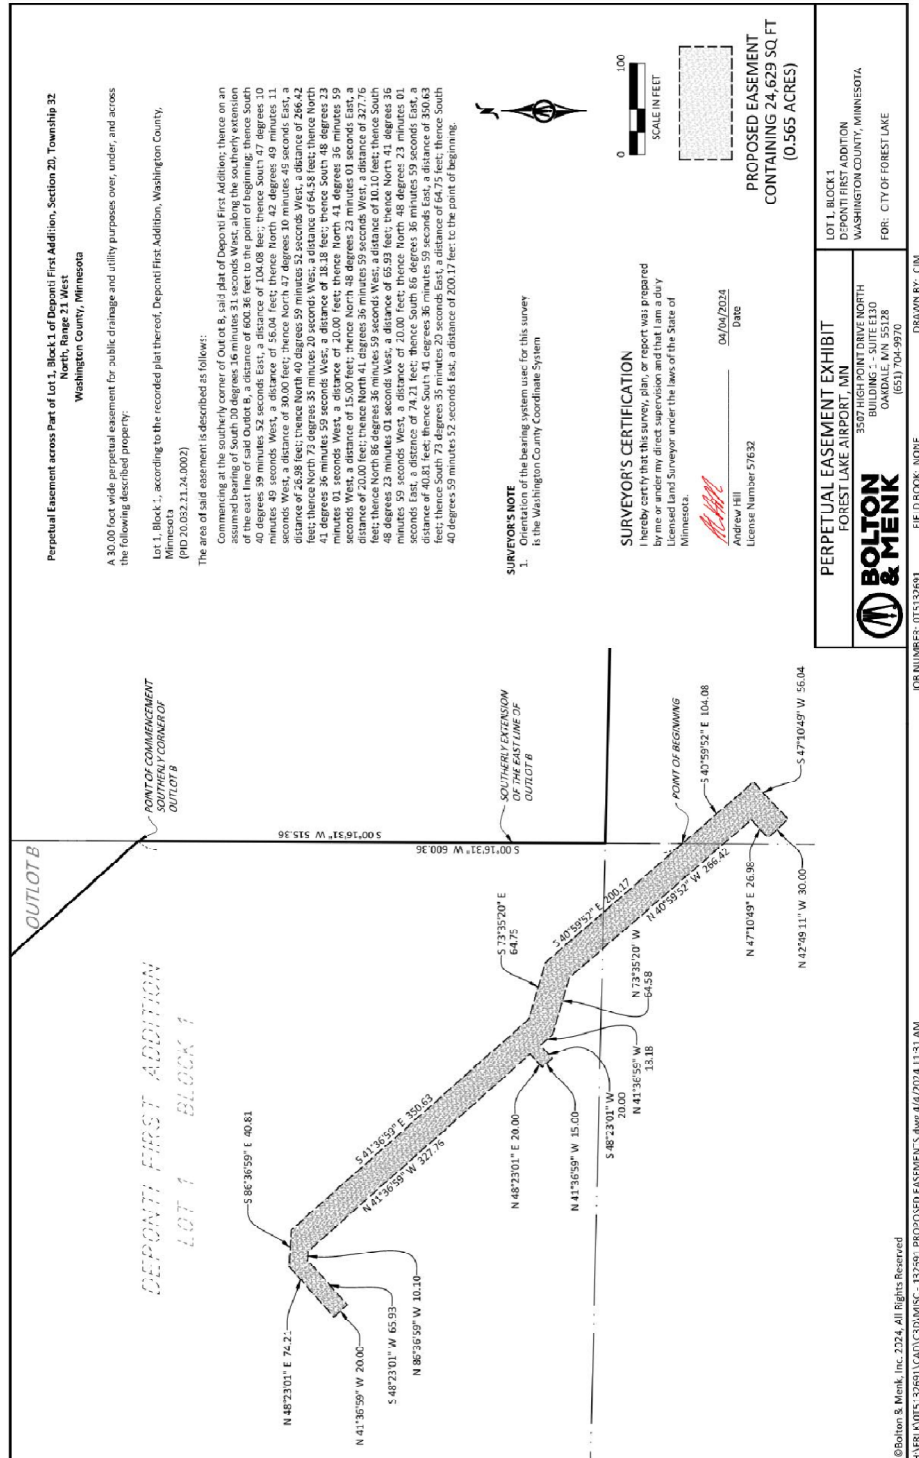 Perpetual Easement across Part of Lot 1, Block 1 of Deponti First Addition, Section 20, Township 32
North, Range 21 West
Washington County, Minnesota
A 30.00 foot wide perpetual easement for public drainage and utility purposes over, under, and across
the following described property:
Lot 1, Block 1, according to the recorded plat thereof, Deponti First Addition, Washington County,
Minnesota
(PID 20.032.21.24.0002)
The area of said easement is described as follows:
Commencing at the southerly corner of Outlot B, said plat of Deponti First Addition; thence on an
assumed bearing of South 00 degrees 16 minutes 31 seconds West, along the southerly extension
of the east line of said Outlot B, a distance of 600.36 feet to the point of beginning; thence South
40 degrees 59 minutes 52 seconds East, a distance of 104.08 feet; thence South 47 degrees 10
minutes 49 seconds West, a distance of 56.04 feet; thence North 42 degrees 49 minutes 11
seconds West, a distance of 30.00 feet; thence North 47 degrees 10 minutes 49 seconds East, a
distance of 26.98 feet; thence North 40 degrees 59 minutes 52 seconds West, a distance of 266.42
feet; thence North 73 degrees 35 minutes 20 seconds West, a distance of 64.58 feet; thence North
41 degrees 36 minutes 59 seconds West, a distance of 18.18 feet; thence South 48 degrees 23
minutes 01 seconds West, a distance of 20.00 feet; thence North 41 degrees 36 minutes 59
seconds West, a distance of 15.00 feet; thence North 48 degrees 23 minutes 01 seconds East, a
distance of 20.00 feet; thence North 41 degrees 36 minutes 59 seconds West, a distance of 327.76
feet; thence North 86 degrees 36 minutes 59 seconds West, a distance of 10.10 feet; thence South
48 degrees 23 minutes 01 seconds West, a distance of 65.93 feet; thence North 41 degrees 36
minutes 59 seconds West, a distance of 20.00 feet; thence North 48 degrees 23 minutes 01
seconds East, a distance of 74.21 feet; thence South 86 degrees 36 minutes 59 seconds East, a
distance of 40.81 feet; thence South 41 degrees 36 minutes 59 seconds East, a distance of 350.63
feet; thence South 73 degrees 35 minutes 20 seconds East, a distance of 64.75 feet; thence South
40 degrees 59 minutes 52 seconds East, a distance of 200.17 feet to the point of beginning.
SURVEYOR'S NOTE
1. Orientation of the bearing system used for this survey
is the Washington County Coordinate System
SURVEYOR'S CERTIFICATION
I hereby certify that this survey, plan, or report was prepared
by me or under my direct supervision and that I am a duly
Licensed Land Surveyor under the laws of the State of
Minnesota.
Andrew Hill
License Number 57632
04/04/2024
Date
0
100
SCALE IN FEET
PROPOSED EASEMENT
CONTAINING 24,629 SQ FT
(0.565 ACRES)
OUTLOT B
DEPONTI FIRST ADDITION
LOT 1 BLOCK 1
POINT OF COMMENCEMENT
SOUTHERLY CORNER OF
OUTLOT B
S 00°16'31" W 515.36
S 00°16'31" W 600.36
SOUTHERLY EXTENSION
OF THE EAST LINE OF
OUTLOT B
POINT OF BEGINNING
S 40°59'52" E 104.08
S 47°10'49" W 56.04
N 42°49'11" W 30.00
N 47°10'49" E 26.98
N 40°59'52" W 266.42
S 40°59'52" E 200.17
S 73°35'20" E
64.75
N 73°35'20" W
64.58
N 41°36'59" W
18.18
S 48°23'01" W
20.00
N 41°36'59" W 15.00
N 48°23'01" E 20.00
S 41°36'59" E 350.63
N 41°36'59" W 327.76
S 86°36'59" E 40.81
N 86°36'59" W 10.10
S 48°23'01" W 65.93
N 41°36'59" W 20.00
N 48°23'01" E 74.21
PERPETUAL EASEMENT EXHIBIT
FOREST LAKE AIRPORT, MN
BOLTON
& MENK
3507 HIGH POINT DRIVE NORTH
BUILDING 1 - SUITE E130
OAKDALE, MN 55128
(651) 704-9970
LOT 1, BLOCK 1
DEPONTI FIRST ADDITION
WASHINGTON COUNTY, MINNESOTA
FOR: CITY OF FOREST LAKE
©Bolton & Menk, Inc. 2024, All Rights Reserved
H:\FRLK\0T5132691\CAD\C3D\MISC - 132691 PROPOSED EASEMENTS.dwg 4/4/2024 11:31 AM
JOB NUMBER: 0T5132691
FIELD BOOK: NONE
DRAWN BY: CJM